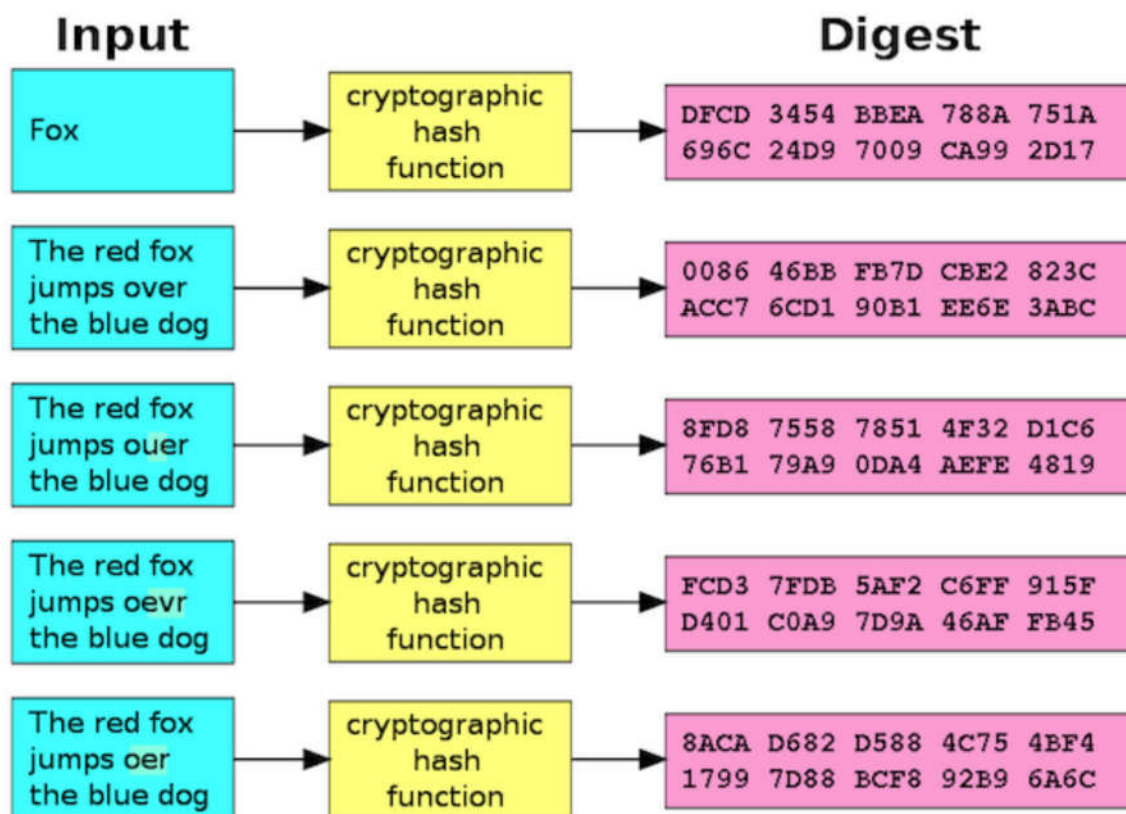 Input
Digest
Fox
cryptographic
hash
function
DFCD 3454 BBEA 788A 751A
696C 24D9 7009 CA99 2D17
The red fox
jumps over
the blue dog
cryptographic
hash
function
0086 46BB FB7D CBE2 823C
ACC7 6CD1 90B1 EE6E 3ABC
The red fox
jumps ouer
the blue dog
cryptographic
hash
function
8FD8 7558 7851 4F32 D1C6
76B1 79A9 0DA4 AEFE 4819
The red fox
jumps oevr
the blue dog
cryptographic
hash
function
FCD3 7FDB 5AF2 C6FF 915F
D401 C0A9 7D9A 46AF FB45
The red fox
jumps oer
the blue dog
cryptographic
hash
function
8ACA D682 D588 4C75 4BF4
1799 7D88 BCF8 92B9 6A6C